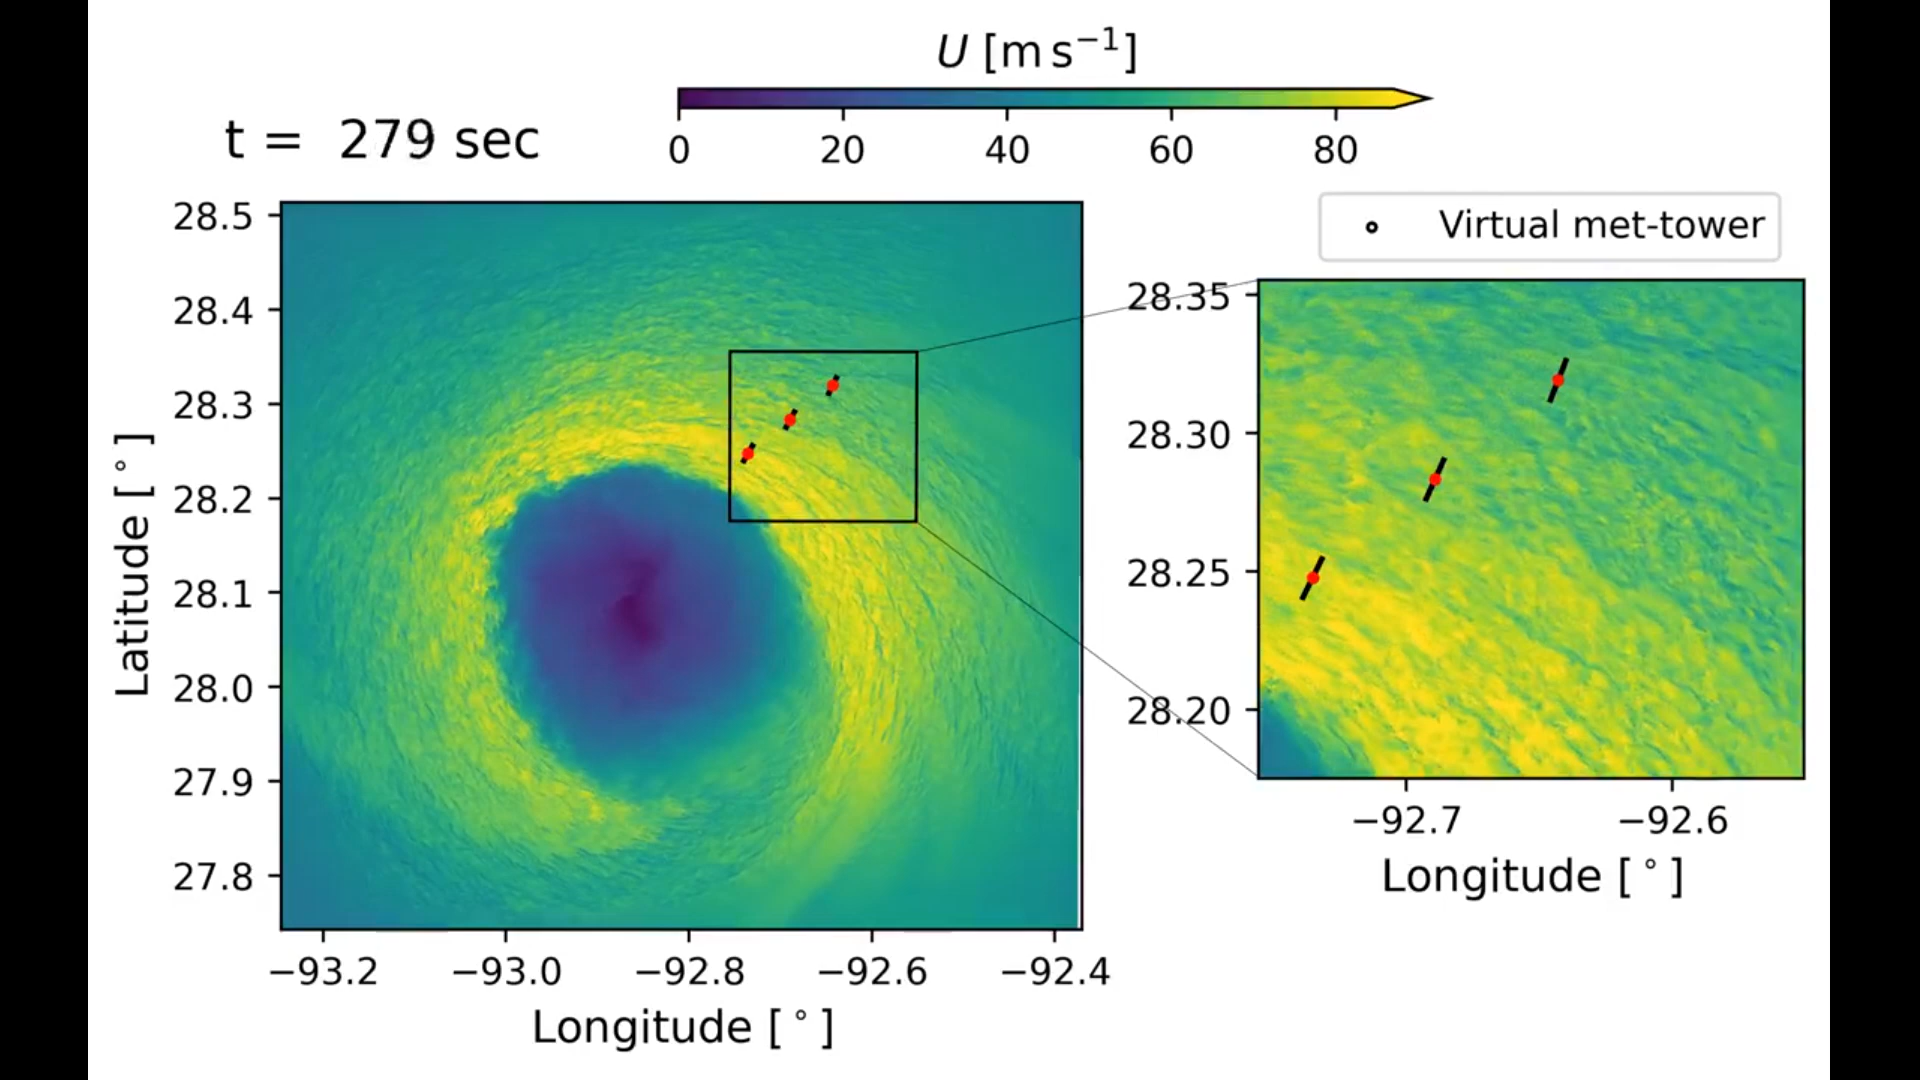 U [m s−1]
t = 279 sec
0 20 40 60 80
Virtual met-tower
28.5
28.4
28.3
28.2
28.1
28.0
27.9
27.8
Latitude [°]
−93.2 −93.0 −92.8 −92.6 −92.4
Longitude [°]
28.35
28.30
28.25
28.20
−92.7 −92.6
Longitude [°]